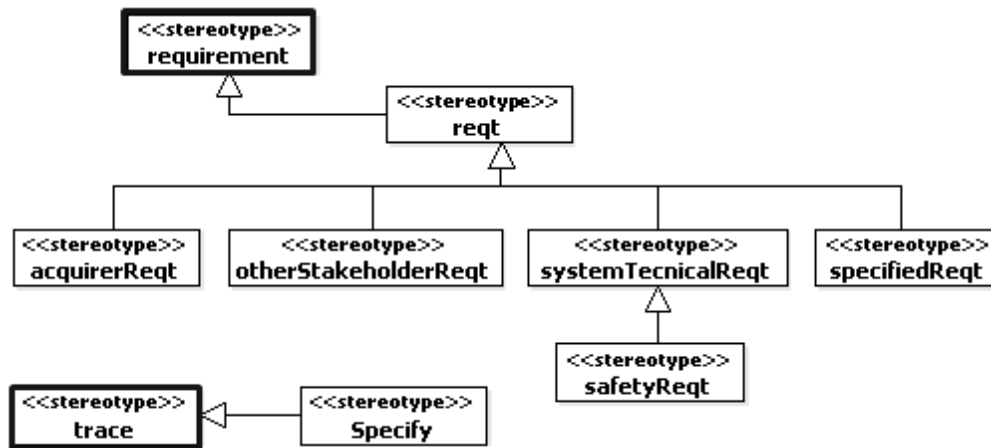 <<stereotype>>
requirement
<<stereotype>>
reqt
<<stereotype>>
acquirerReqt
<<stereotype>>
otherStakeholderReqt
<<stereotype>>
systemTecnicalReqt
<<stereotype>>
specifiedReqt
<<stereotype>>
safetyReqt
<<stereotype>>
trace
<<stereotype>>
Specify